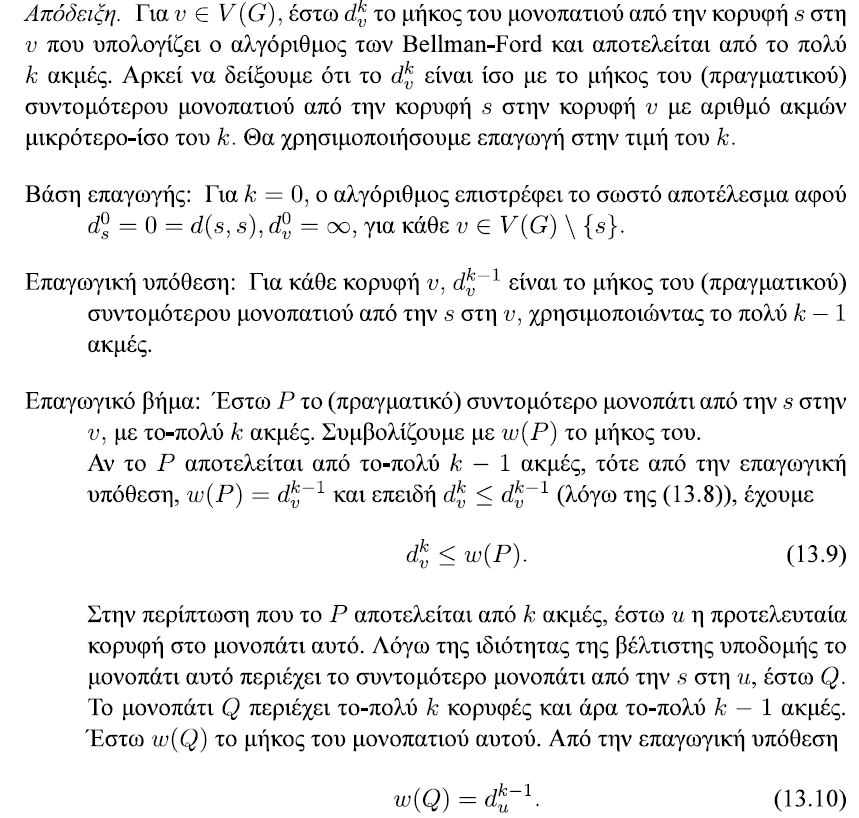 Απόδειξη. Για $v \in V(G)$, έστω $d_v^k$ το μήκος του μονοπατιού από την κορυφή $s$ στη
$v$ που υπολογίζει ο αλγόριθμος των Bellman-Ford και αποτελείται από το πολύ
$k$ ακμές. Αρκεί να δείξουμε ότι το $d_v^k$ είναι ίσο με το μήκος του (πραγματικού)
συντομότερου μονοπατιού από την κορυφή $s$ στην κορυφή $v$ με αριθμό ακμών
μικρότερο-ίσο του $k$. Θα χρησιμοποιήσουμε επαγωγή στην τιμή του $k$.
Βάση επαγωγής: Για $k = 0$, ο αλγόριθμος επιστρέφει το σωστό αποτέλεσμα αφού
$d_s^0 = 0 = d(s, s), d_v^0 = \infty$, για κάθε $v \in V(G) \setminus \{s\}$.
Επαγωγική υπόθεση: Για κάθε κορυφή $v$, $d_v^{k-1}$ είναι το μήκος του (πραγματικού)
συντομότερου μονοπατιού από την $s$ στη $v$, χρησιμοποιώντας το πολύ $k - 1$
ακμές.
Επαγωγικό βήμα: Έστω $P$ το (πραγματικό) συντομότερο μονοπάτι από την $s$ στην
$v$, με το-πολύ $k$ ακμές. Συμβολίζουμε με $w(P)$ το μήκος του.
Αν το $P$ αποτελείται από το-πολύ $k - 1$ ακμές, τότε από την επαγωγική
υπόθεση, $w(P) = d_v^{k-1}$ και επειδή $d_v^k \leq d_v^{k-1}$ (λόγω της (13.8)), έχουμε
$d_v^k \leq w(P)$. (13.9)
Στην περίπτωση που το $P$ αποτελείται από $k$ ακμές, έστω $u$ η προτελευταία
κορυφή στο μονοπάτι αυτό. Λόγω της ιδιότητας της βέλτιστης υποδομής το
μονοπάτι αυτό περιέχει το συντομότερο μονοπάτι από την $s$ στη $u$, έστω $Q$.
Το μονοπάτι $Q$ περιέχει το-πολύ $k$ κορυφές και άρα το-πολύ $k - 1$ ακμές.
Έστω $w(Q)$ το μήκος του μονοπατιού αυτού. Από την επαγωγική υπόθεση
$w(Q) = d_u^{k-1}$. (13.10)